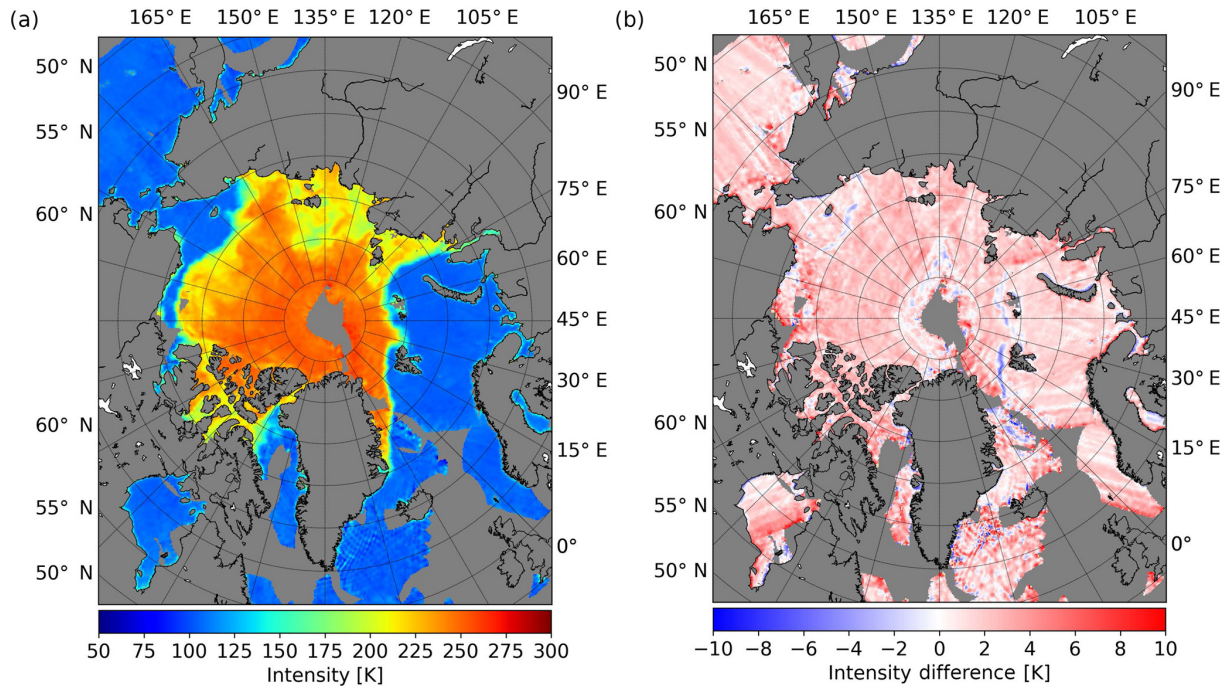 (a)
165° E 150° E 135° E 120° E 105° E
50° N
55° N
60° N
60° N
55° N
50° N
90° E
75° E
60° E
45° E
30° E
15° E
0°
50 75 100 125 150 175 200 225 250 275 300
Intensity [K]
(b)
165° E 150° E 135° E 120° E 105° E
50° N
55° N
60° N
60° N
55° N
50° N
90° E
75° E
60° E
45° E
30° E
15° E
0°
−10 −8 −6 −4 −2 0 2 4 6 8 10
Intensity difference [K]